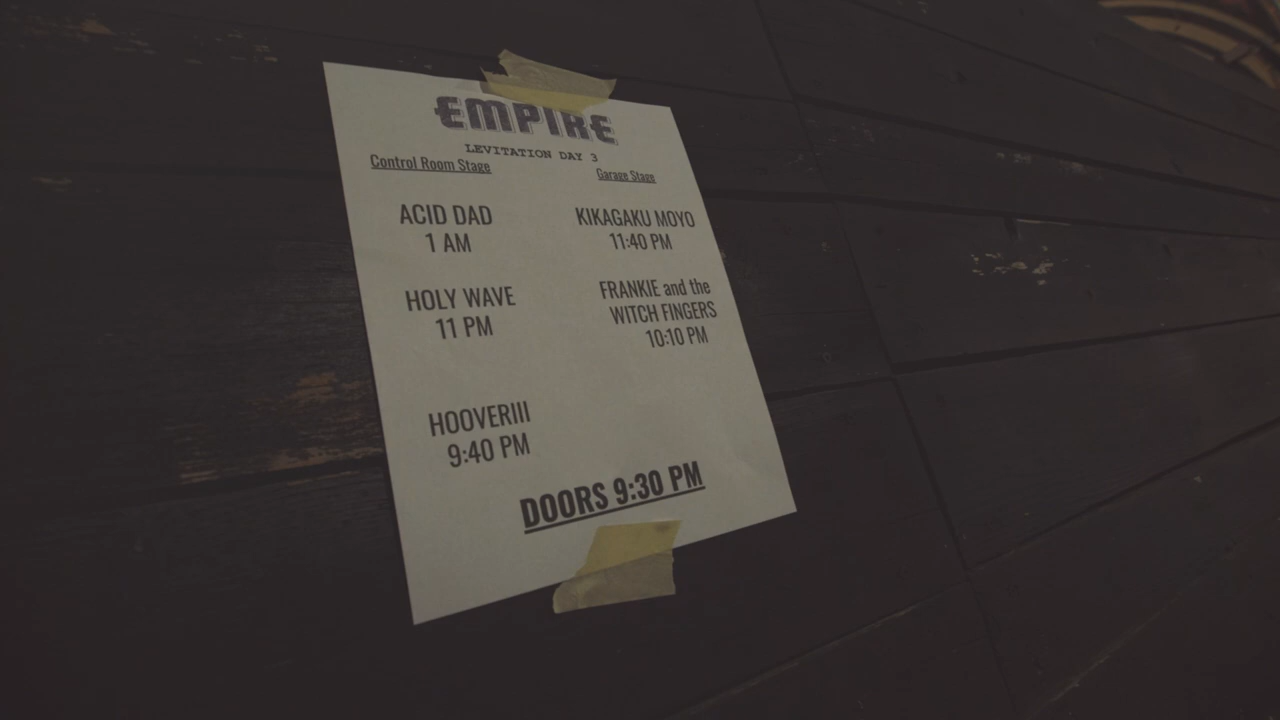 EMPIRE
LEVITATION DAY 3
Control Room Stage
ACID DAD
1 AM
HOLY WAVE
11 PM
HOOVERIII
9:40 PM
Garage Stage
KIKAGAKU MOYO
11:40 PM
FRANKIE and the
WITCH FINGERS
10:10 PM
DOORS 9:30 PM